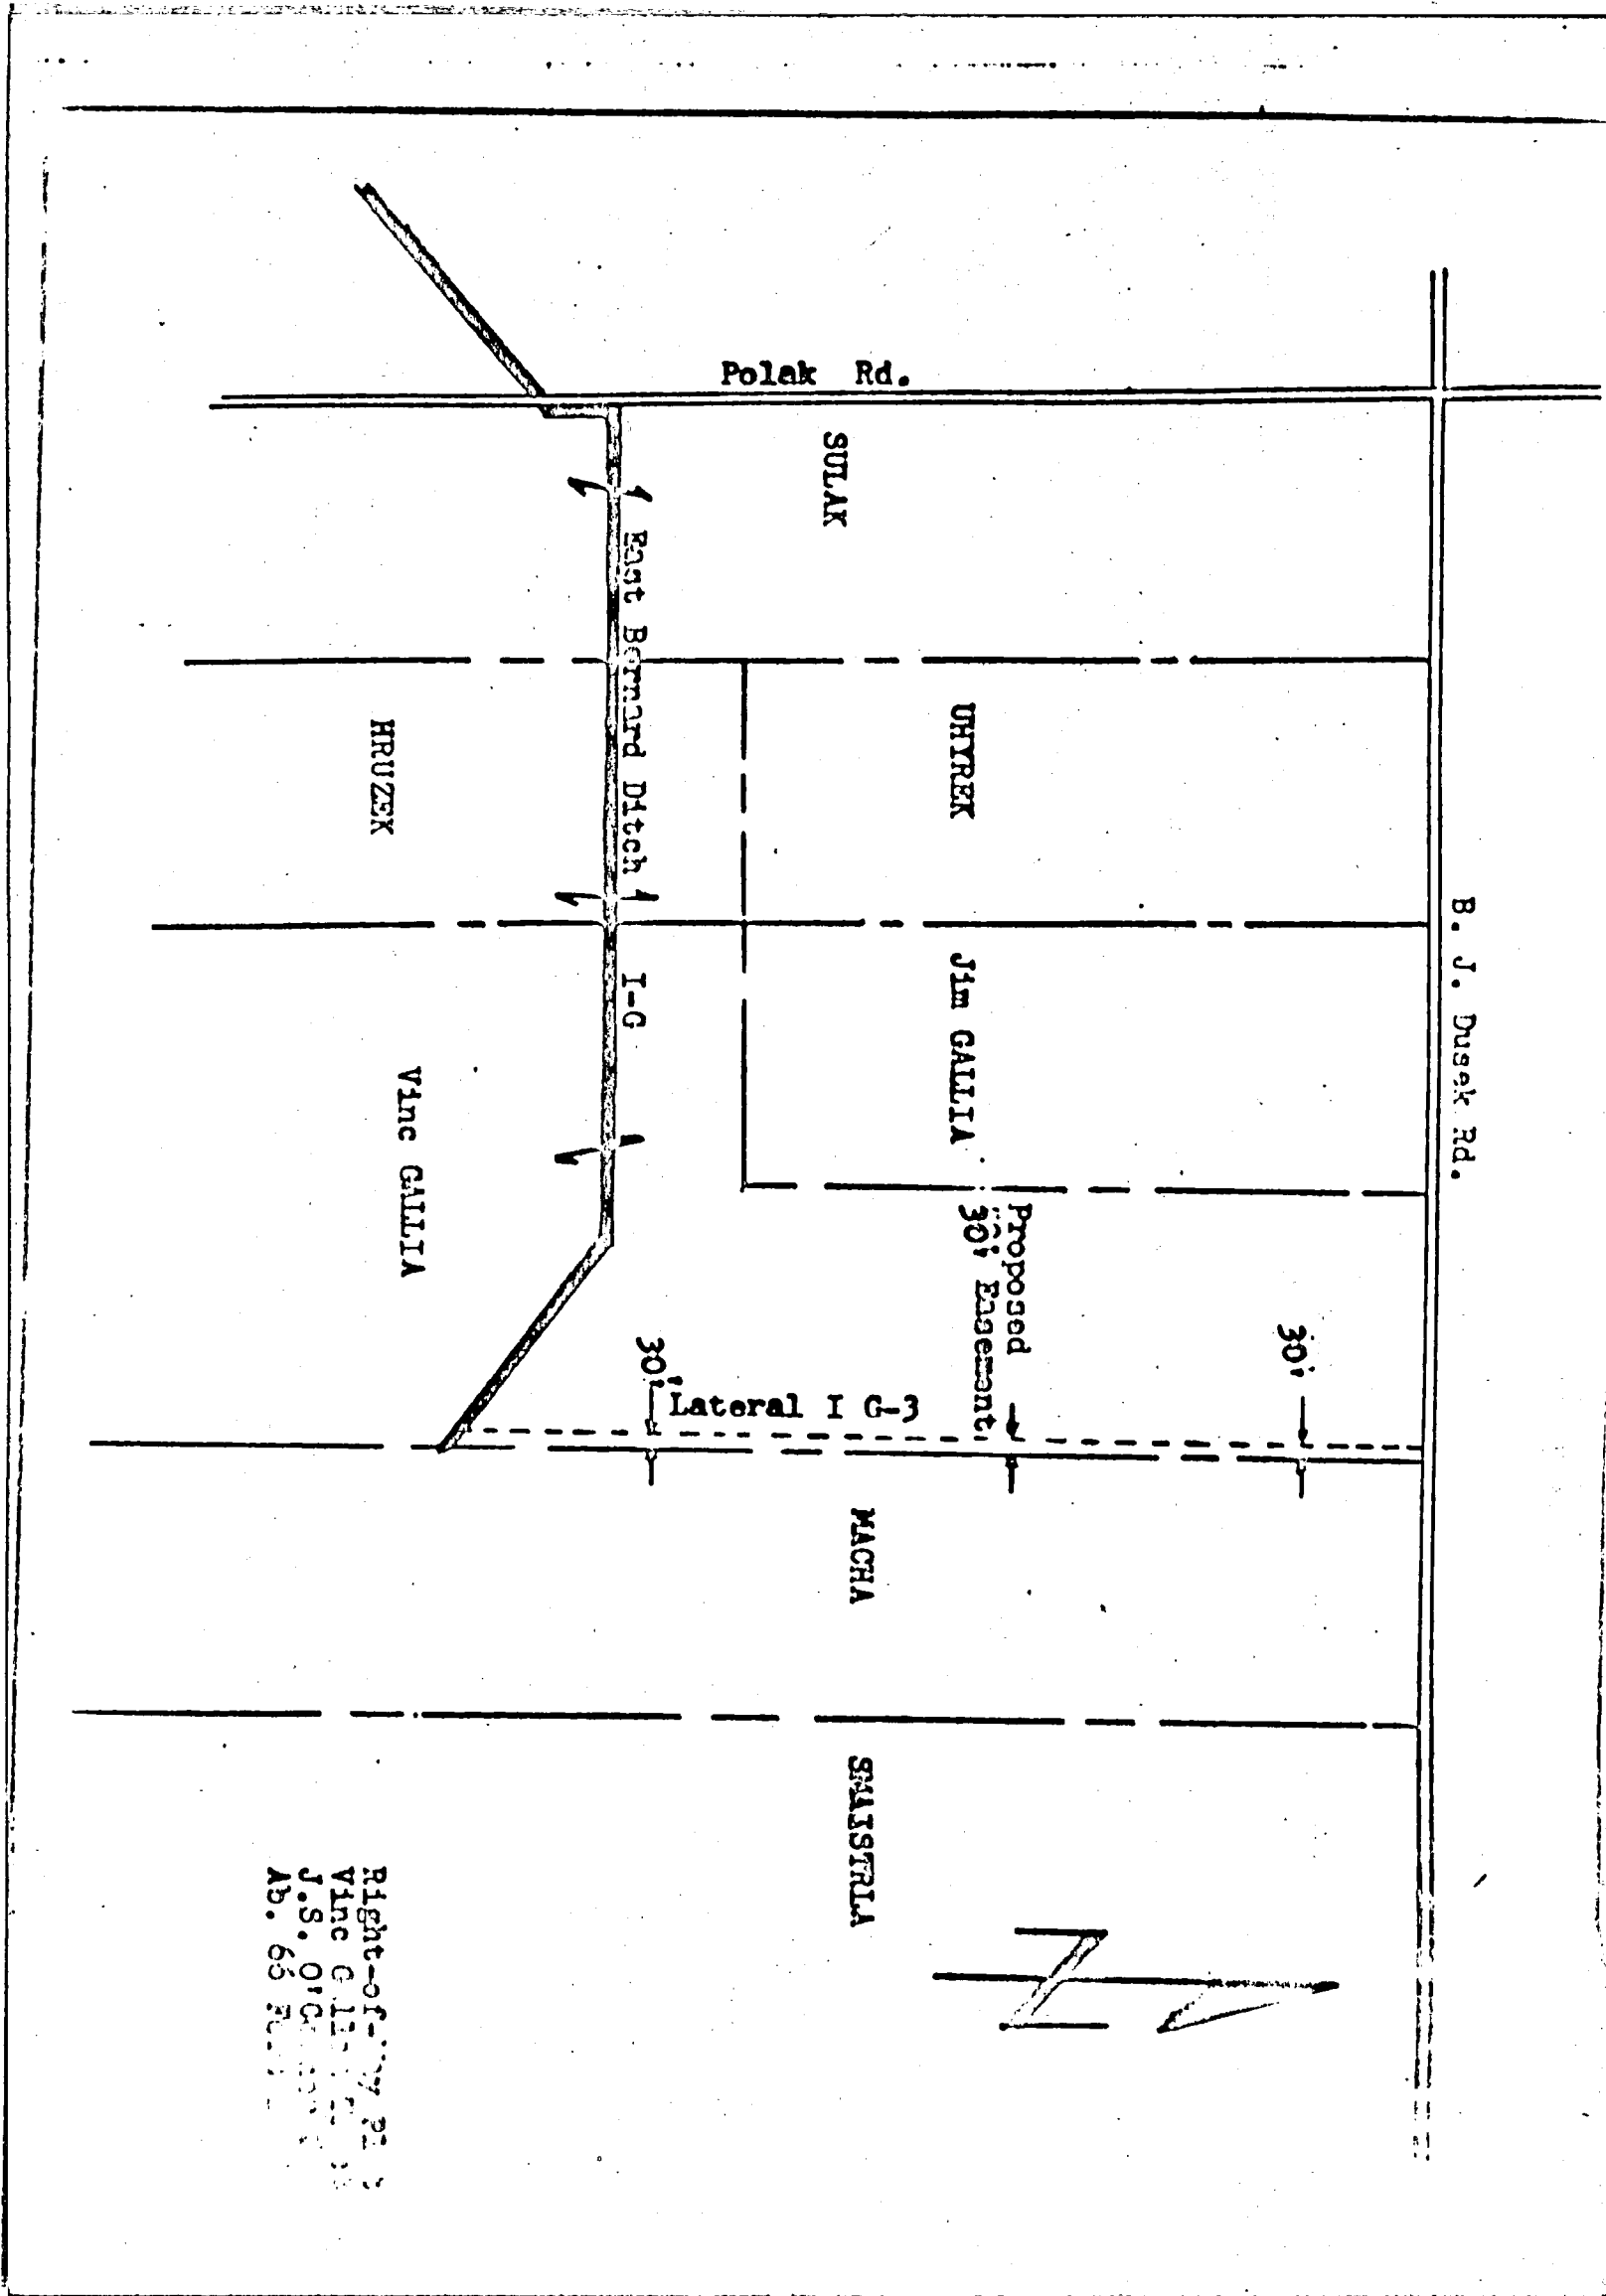 Polak Rd.
SULAK
East Bernard Ditch
I-G
HRUZEK
UHYREK
B. J. Dusek Rd.
Jim GALLIA
Vinc GALLIA
Proposed
30' Easement
30'
30'
Lateral I G-3
MACHA
SMAISTRLA
N
Right-of-
Vinc
J.S.
Ab. 66